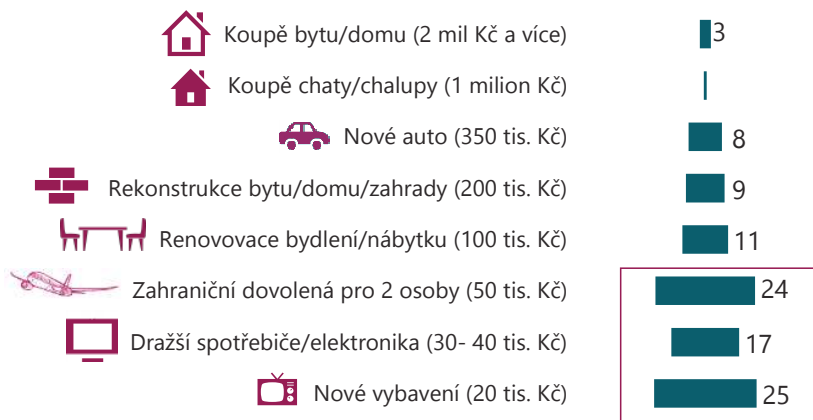 Koupě bytu/domu (2 mil Kč a více) 3
Koupě chaty/chalupy (1 milion Kč)
Nové auto (350 tis. Kč) 8
Rekonstrukce bytu/domu/zahrady (200 tis. Kč) 9
Renovovace bydlení/nábytku (100 tis. Kč) 11
Zahraniční dovolená pro 2 osoby (50 tis. Kč) 24
Dražší spotřebiče/elektronika (30- 40 tis. Kč) 17
Nové vybavení (20 tis. Kč) 25